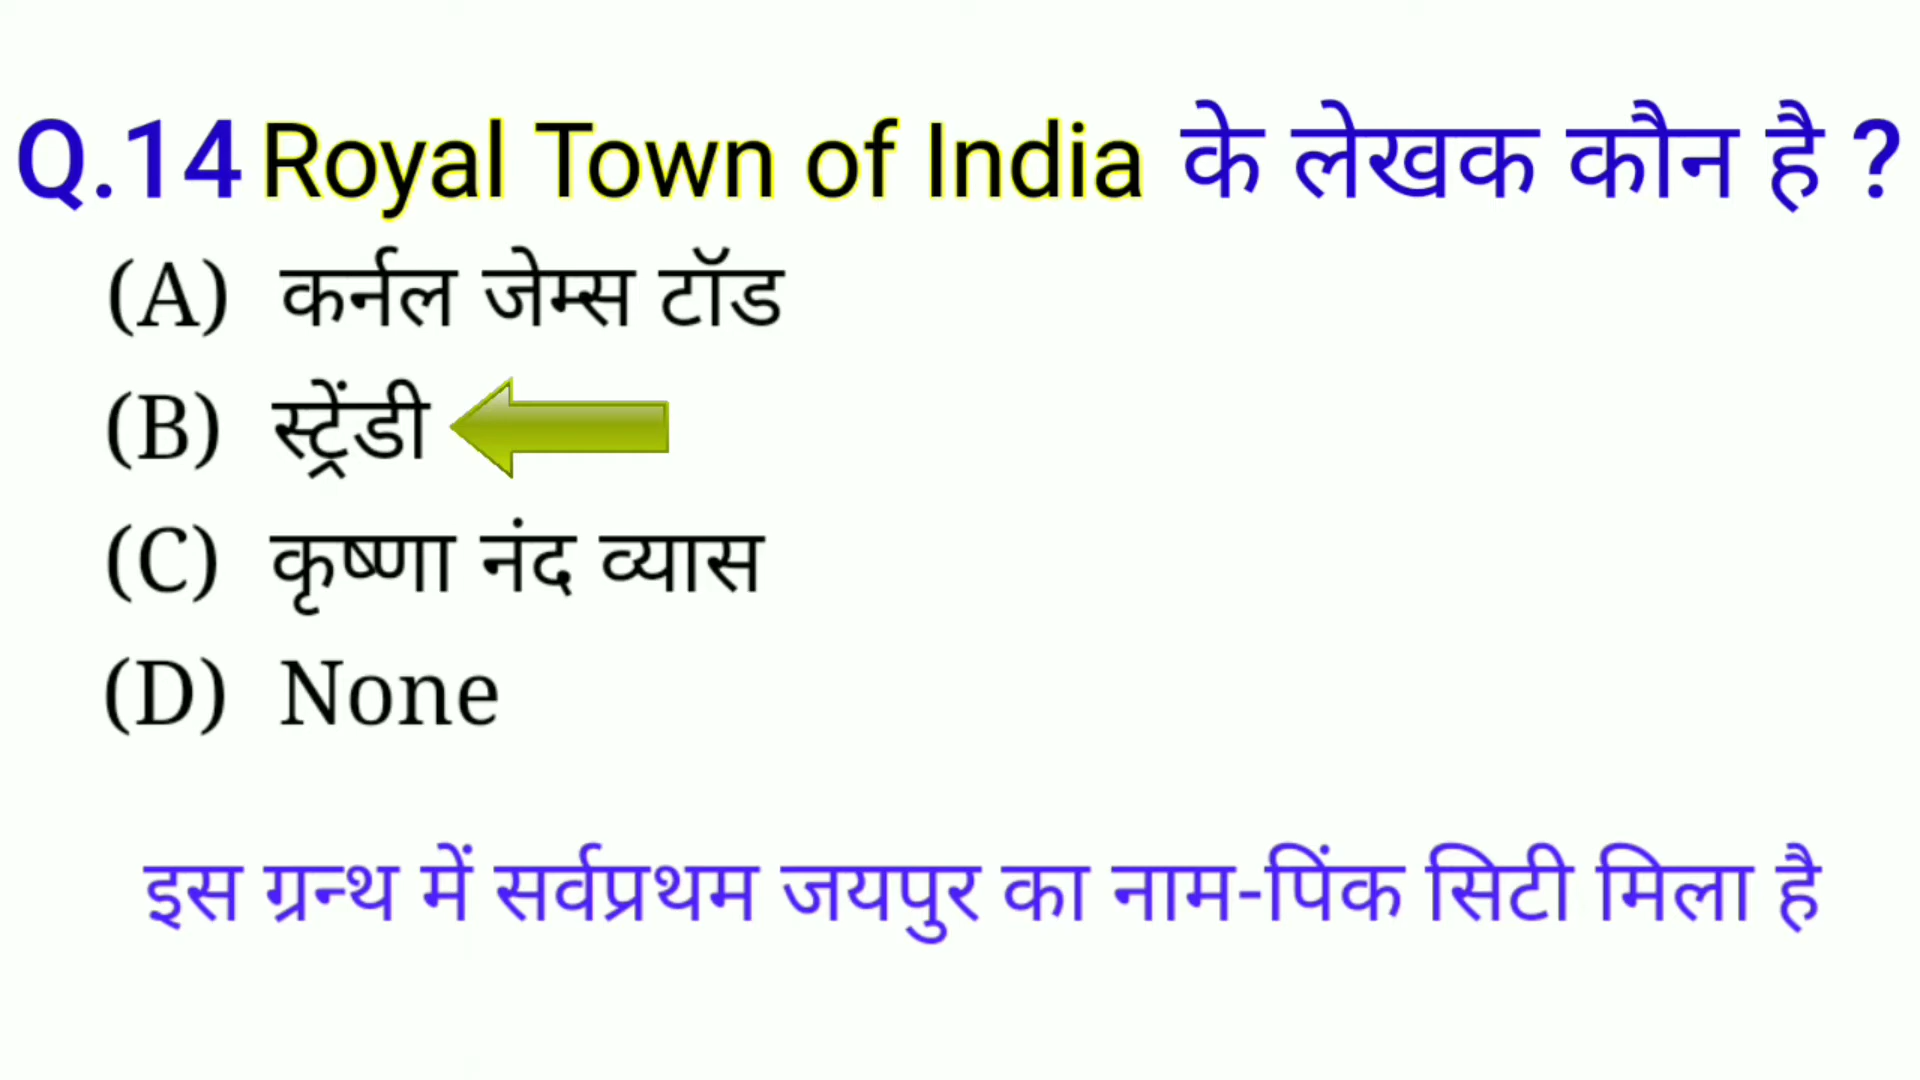 Q.14 Royal Town of India के लेखक कौन है ?
(A) कर्नल जेम्स टॉड
(B) स्ट्रेंडी
(C) कृष्णा नंद व्यास
(D) None
इस ग्रन्थ में सर्वप्रथम जयपुर का नाम-पिंक सिटी मिला है